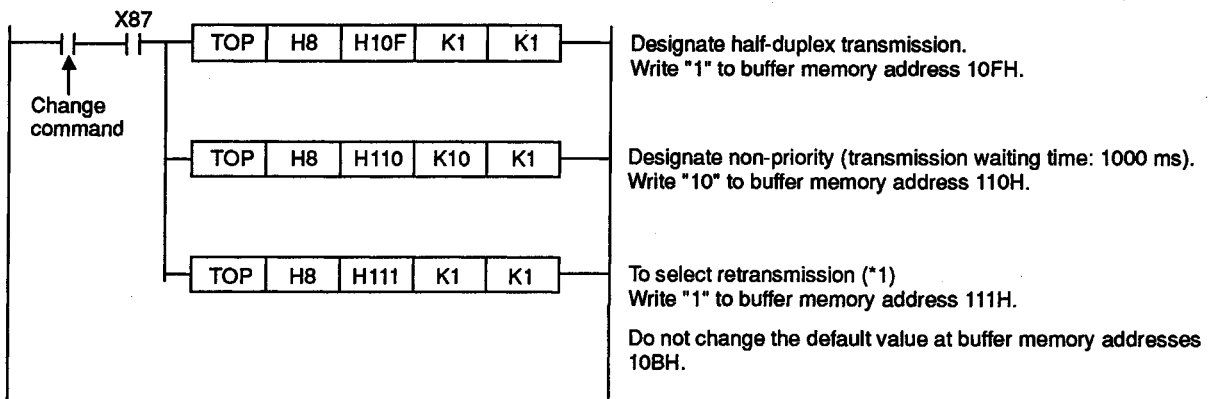 X87
TOP H8 H10F K1 K1
Designate half-duplex transmission.
Write "1" to buffer memory address 10FH.
Change
command
TOP H8 H110 K10 K1
Designate non-priority (transmission waiting time: 1000 ms).
Write "10" to buffer memory address 110H.
TOP H8 H111 K1 K1
To select retransmission (*1)
Write "1" to buffer memory address 111H.
Do not change the default value at buffer memory addresses
10BH.